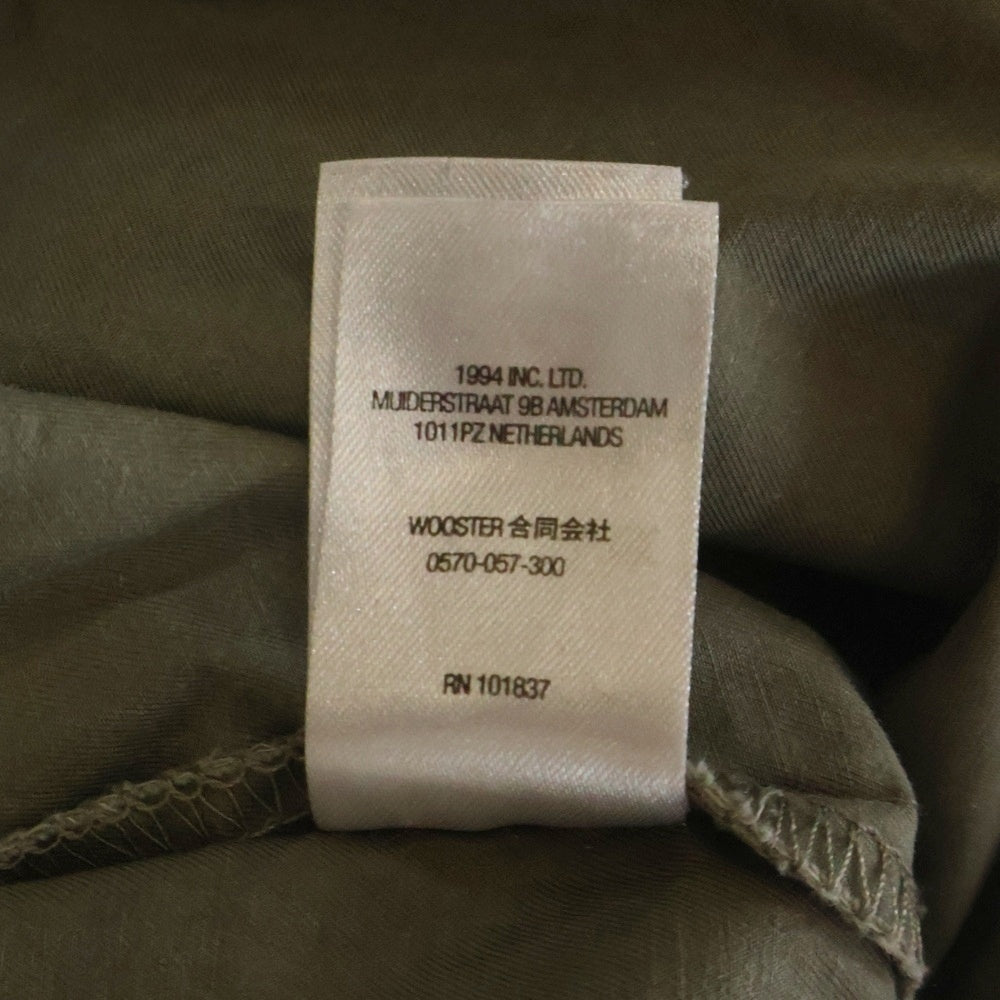 1994 INC. LTD.
MUIDERSTRAAT 9B AMSTERDAM
1011PZ NETHERLANDS
WOOSTER 合同会社
0570-057-300
RN 101837